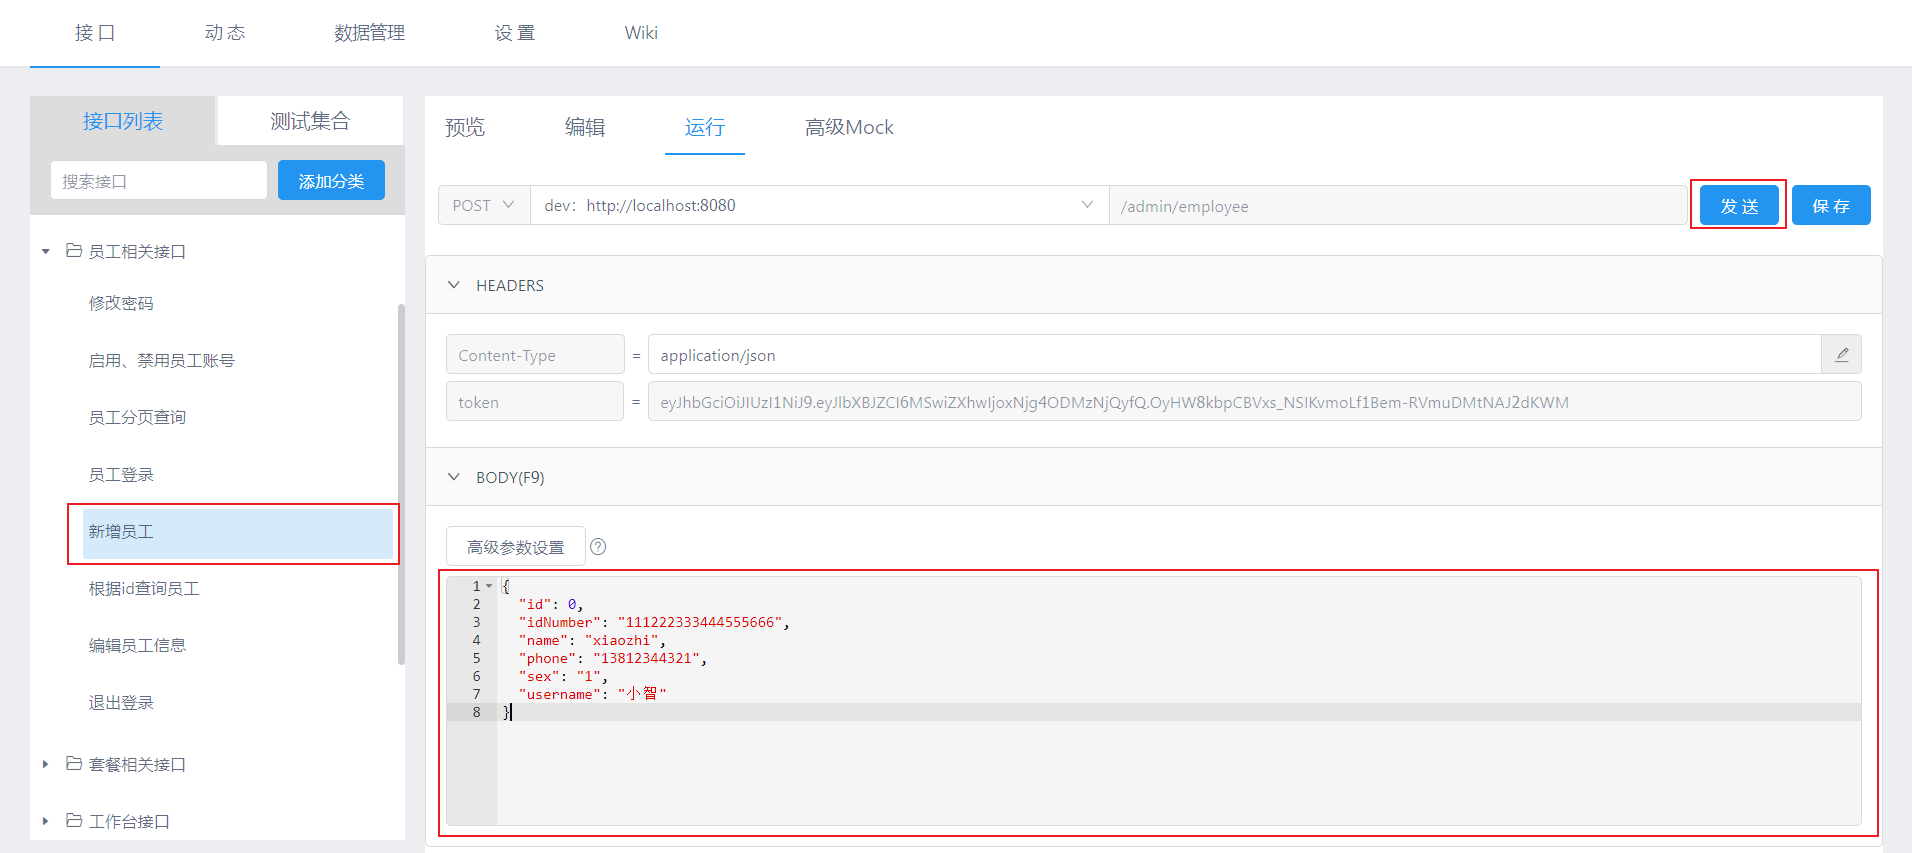 接 口 动 态 数据管理 设 置 Wiki
接口列表 测试集合
搜索接口 添加分类
员工相关接口
修改密码
启用、禁用员工账号
员工分页查询
员工登录
新增员工
根据id查询员工
编辑员工信息
退出登录
套餐相关接口
工作台接口
预览 编辑 运行 高级Mock
POST dev：http://localhost:8080 /admin/employee 发 送 保 存
HEADERS
Content-Type = application/json
token = eyJhbGciOiJIUzI1NiJ9.eyJlbXBJZCI6MSwiZXhwIjoxNjg4ODMzNjQyfQ.OyHW8kbpCBVxs_NSIKvmoLf1Bem-RVmuDMtNAJ2dKWM
BODY(F9)
高级参数设置
1 {
2 "id": 0,
3 "idNumber": "111222333444555666",
4 "name": "xiaozhi",
5 "phone": "13812344321",
6 "sex": "1",
7 "username": "小智"
8 }